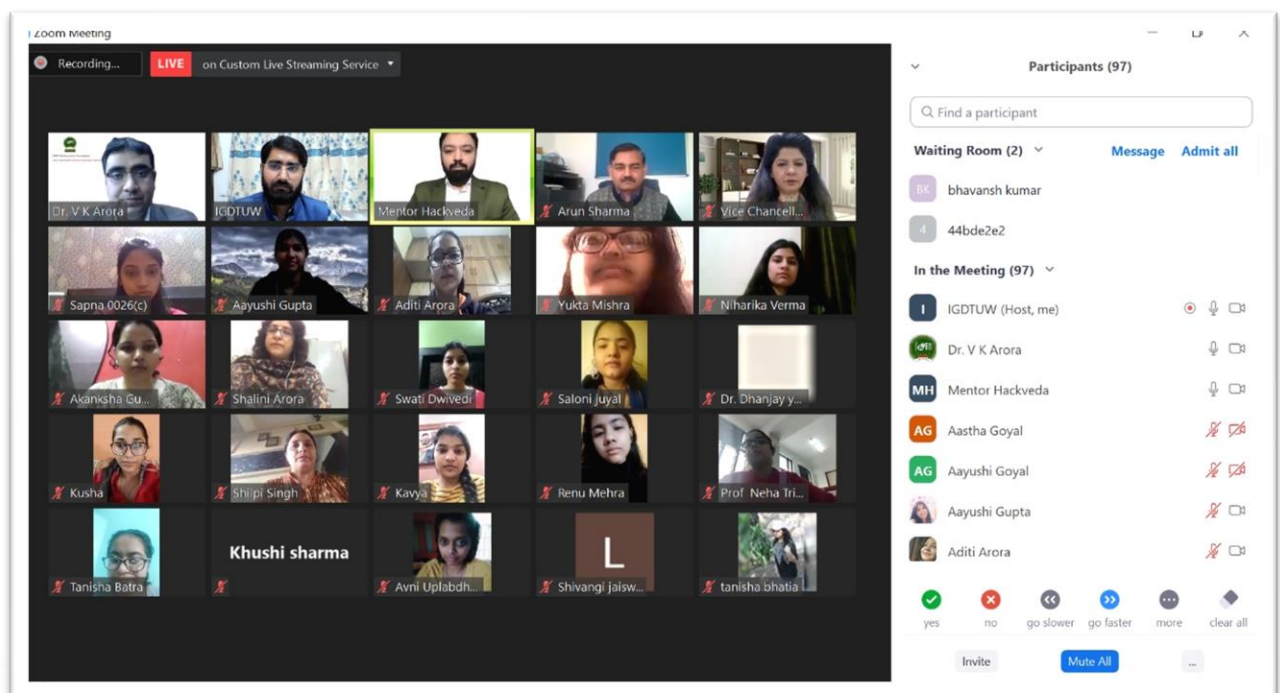 Zoom Meeting
Recording...
LIVE on Custom Live Streaming Service
Dr. V K Arora
IGDTUW
Mentor Hackveda
Arun Sharma
Vice Chancell...
Sapna 0026(c)
Aayushi Gupta
Aditi Arora
Yukta Mishra
Niharika Verma
Akanksha Gu...
Shalini Arora
Swati Dwivedi
Saloni juyal
Dr. Dhanjay y...
Kusha
Shilpi Singh
Kavya
Renu Mehra
Prof Neha Tri...
Tanisha Batra
Khushi sharma
Avni Uplabdh...
L
Shivangi jaisw...
tanisha bhatia
Participants (97)
Find a participant
Waiting Room (2) Message Admit all
BK bhavansh kumar
4 44bde2e2
In the Meeting (97)
I IGDTUW (Host, me)
Dr. V K Arora
MH Mentor Hackveda
AG Aastha Goyal
AG Aayushi Goyal
Aayushi Gupta
Aditi Arora
yes no go slower go faster more clear all
Invite Mute All ...